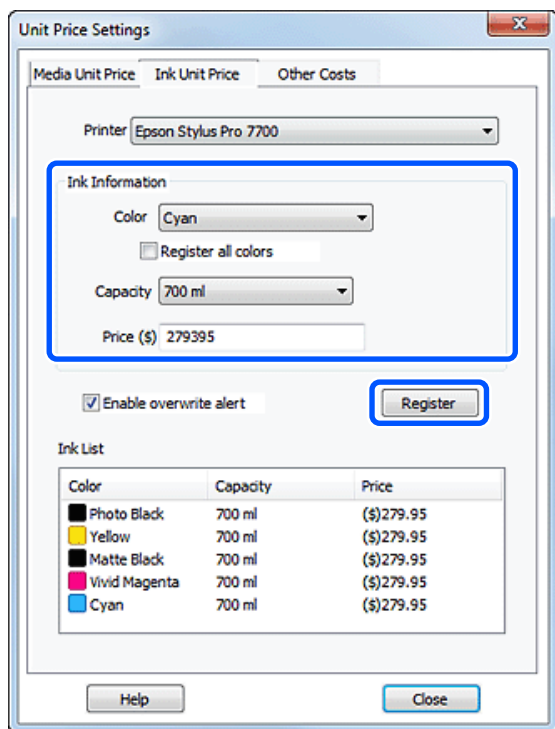 Unit Price Settings
Media Unit Price Ink Unit Price Other Costs
Printer Epson Stylus Pro 7700
Ink Information
Color Cyan
Register all colors
Capacity 700 ml
Price ($) 279395
Enable overwrite alert Register
Ink List
Color Capacity Price
Photo Black 700 ml ($)279.95
Yellow 700 ml ($)279.95
Matte Black 700 ml ($)279.95
Vivid Magenta 700 ml ($)279.95
Cyan 700 ml ($)279.95
Help Close